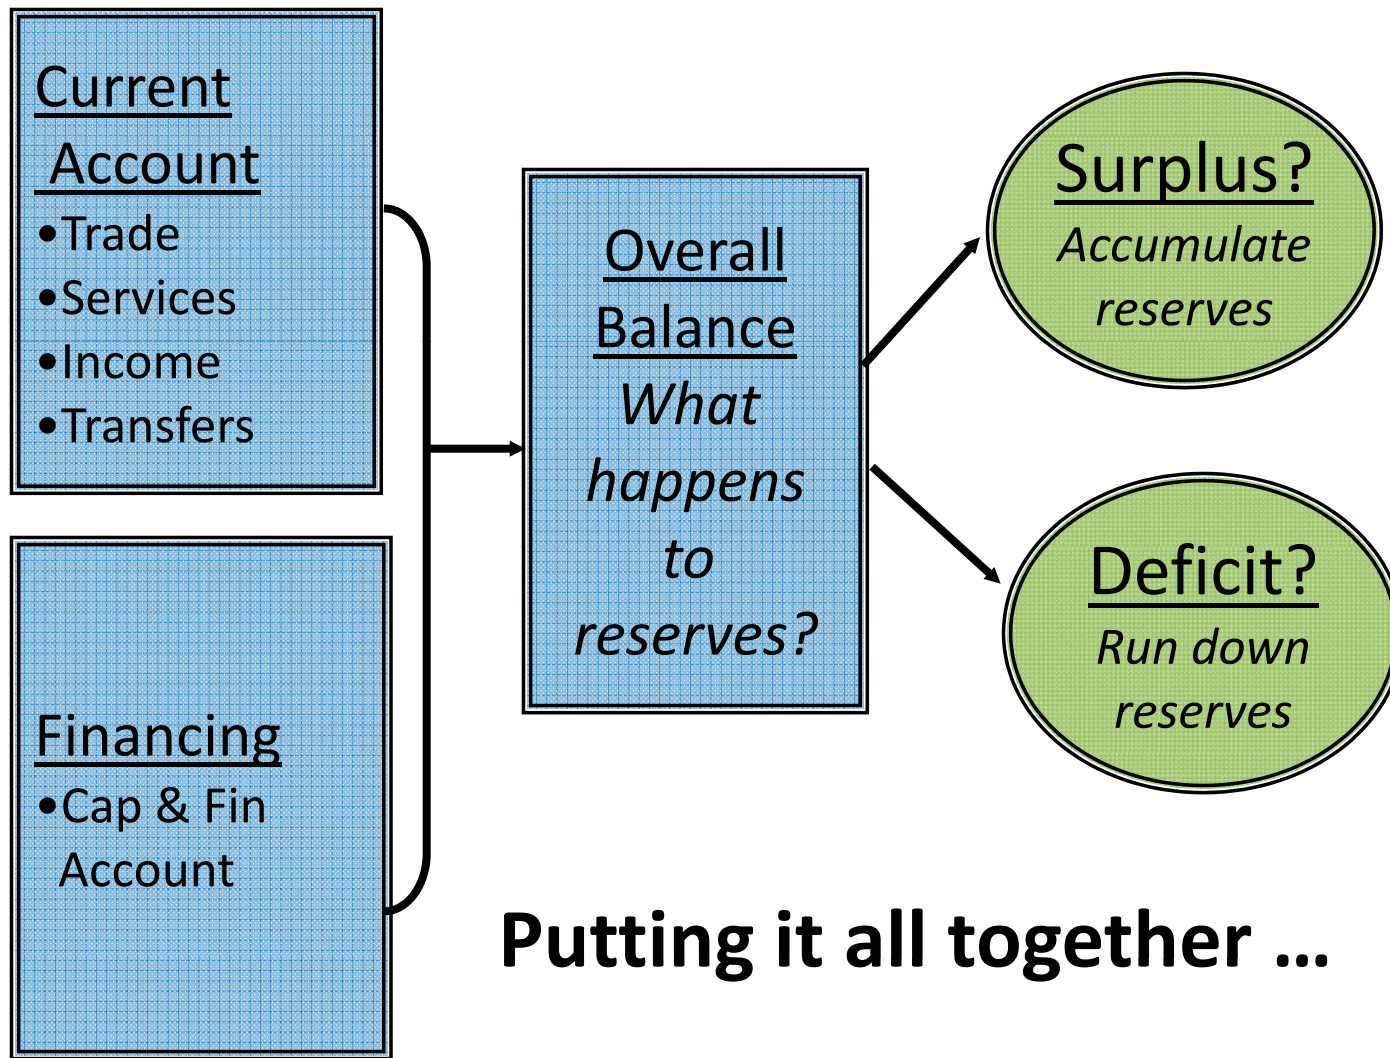 Current
Account
•Trade
•Services
•Income
•Transfers
Financing
•Cap & Fin
Account
Overall
Balance
What
happens
to
reserves?
Surplus?
Accumulate
reserves
Deficit?
Run down
reserves
Putting it all together ...